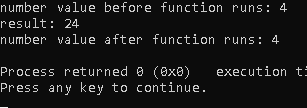 number value before function runs: 4
result: 24
number value after function runs: 4
Process returned 0 (0x0) execution
Press any key to continue.